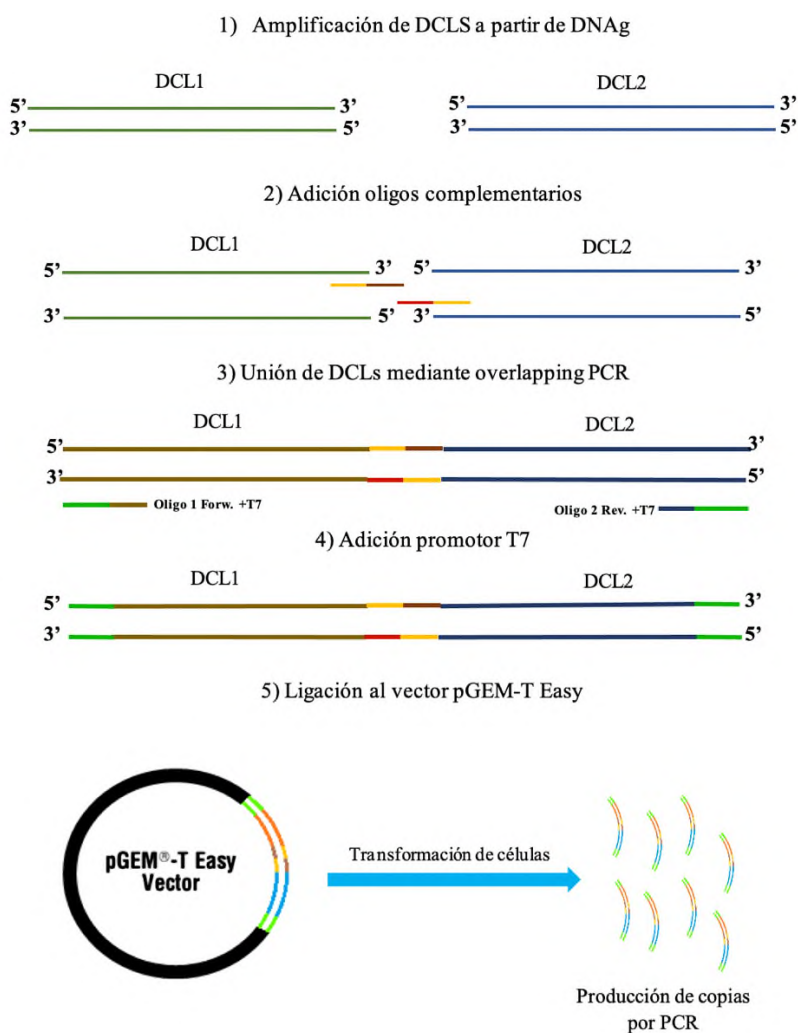 1) Amplificación de DCLS a partir de DNAg
DCL1 DCL2
5’ 3’ 5’ 3’
3’ 5’ 3’ 5’
2) Adición oligos complementarios
DCL1 DCL2
5’ 3’ 5’ 3’
3’ 5’ 3’ 5’
3) Unión de DCLs mediante overlapping PCR
DCL1 DCL2
5’ 3’
3’ 5’
Oligo 1 Forw. +T7 Oligo 2 Rev. +T7
4) Adición promotor T7
DCL1 DCL2
5’ 3’
3’ 5’
5) Ligación al vector pGEM-T Easy
pGEM®-T Easy
Vector
Transformación de células
Producción de copias
por PCR